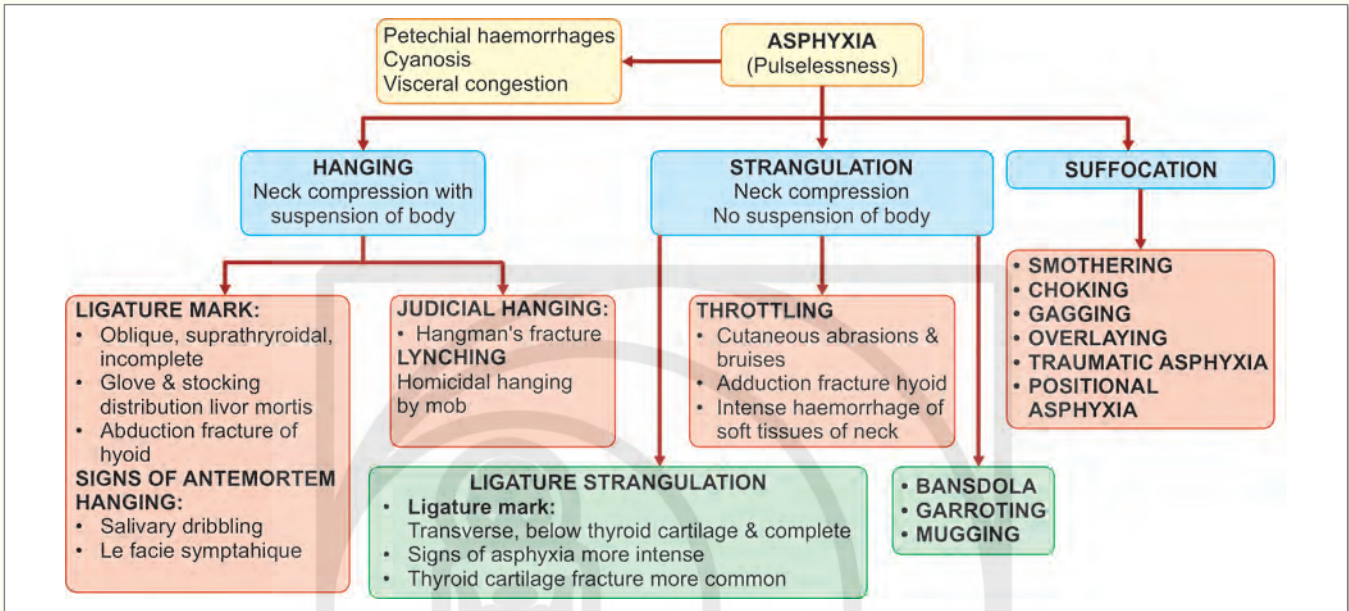 Petechial haemorrhages
Cyanosis
Visceral congestion
ASPHYXIA
(Pulselessness)
HANGING
Neck compression with
suspension of body
STRANGULATION
Neck compression
No suspension of body
SUFFOCATION
LIGATURE MARK:
• Oblique, suprathryroidal,
incomplete
• Glove & stocking
distribution livor mortis
• Abduction fracture of
hyoid
SIGNS OF ANTEMORTEM
HANGING:
• Salivary dribbling
• Le facie symptahique
JUDICIAL HANGING:
• Hangman's fracture
LYNCHING
Homicidal hanging
by mob
THROTTLING
• Cutaneous abrasions &
bruises
• Adduction fracture hyoid
• Intense haemorrhage of
soft tissues of neck
• SMOTHERING
• CHOKING
• GAGGING
• OVERLAYING
• TRAUMATIC ASPHYXIA
• POSITIONAL
ASPHYXIA
LIGATURE STRANGULATION
• Ligature mark:
Transverse, below thyroid cartilage & complete
• Signs of asphyxia more intense
• Thyroid cartilage fracture more common
• BANSDOLA
• GARROTING
• MUGGING